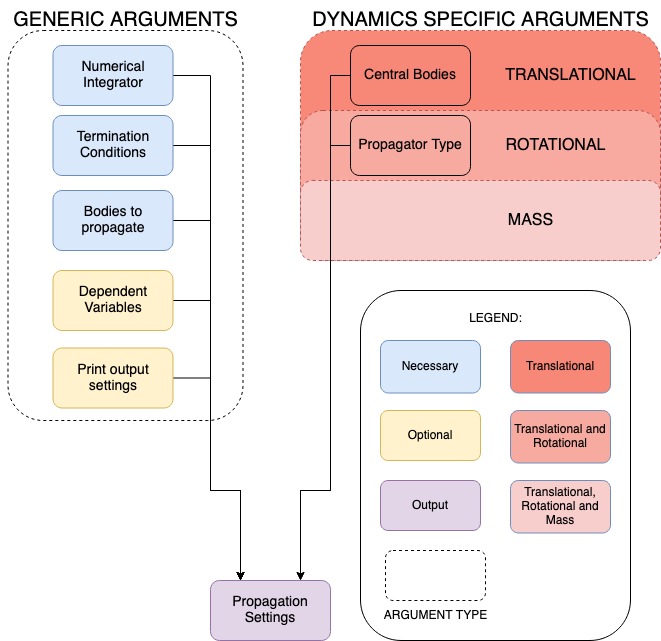 GENERIC ARGUMENTS
Numerical
Integrator
Termination
Conditions
Bodies to
propagate
Dependent
Variables
Print output
settings
DYNAMICS SPECIFIC ARGUMENTS
Central Bodies
TRANSLATIONAL
Propagator Type
ROTATIONAL
MASS
LEGEND:
Necessary
Translational
Optional
Translational and
Rotational
Output
Translational,
Rotational and
Mass
ARGUMENT TYPE
Propagation
Settings